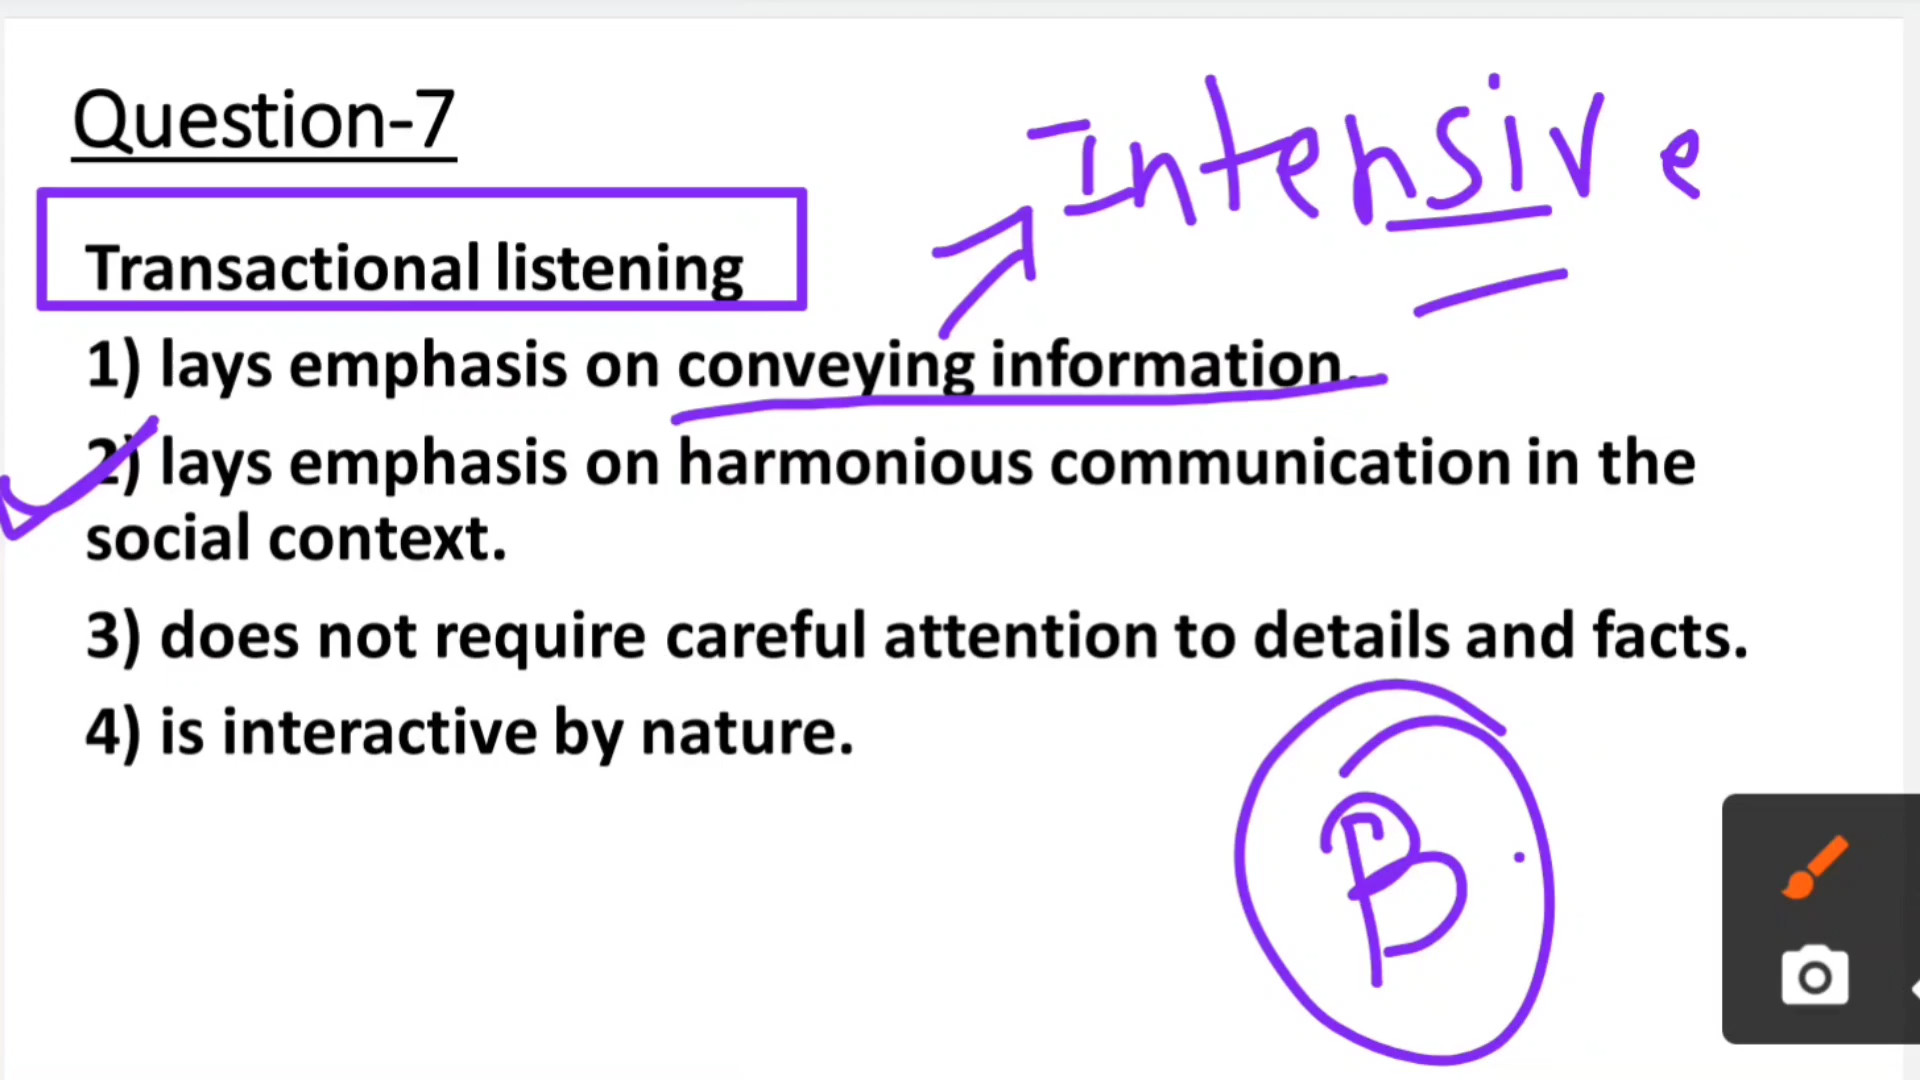 Question-7
Intensive
Transactional listening
1) lays emphasis on conveying information.
2) lays emphasis on harmonious communication in the
social context.
3) does not require careful attention to details and facts.
4) is interactive by nature.
B